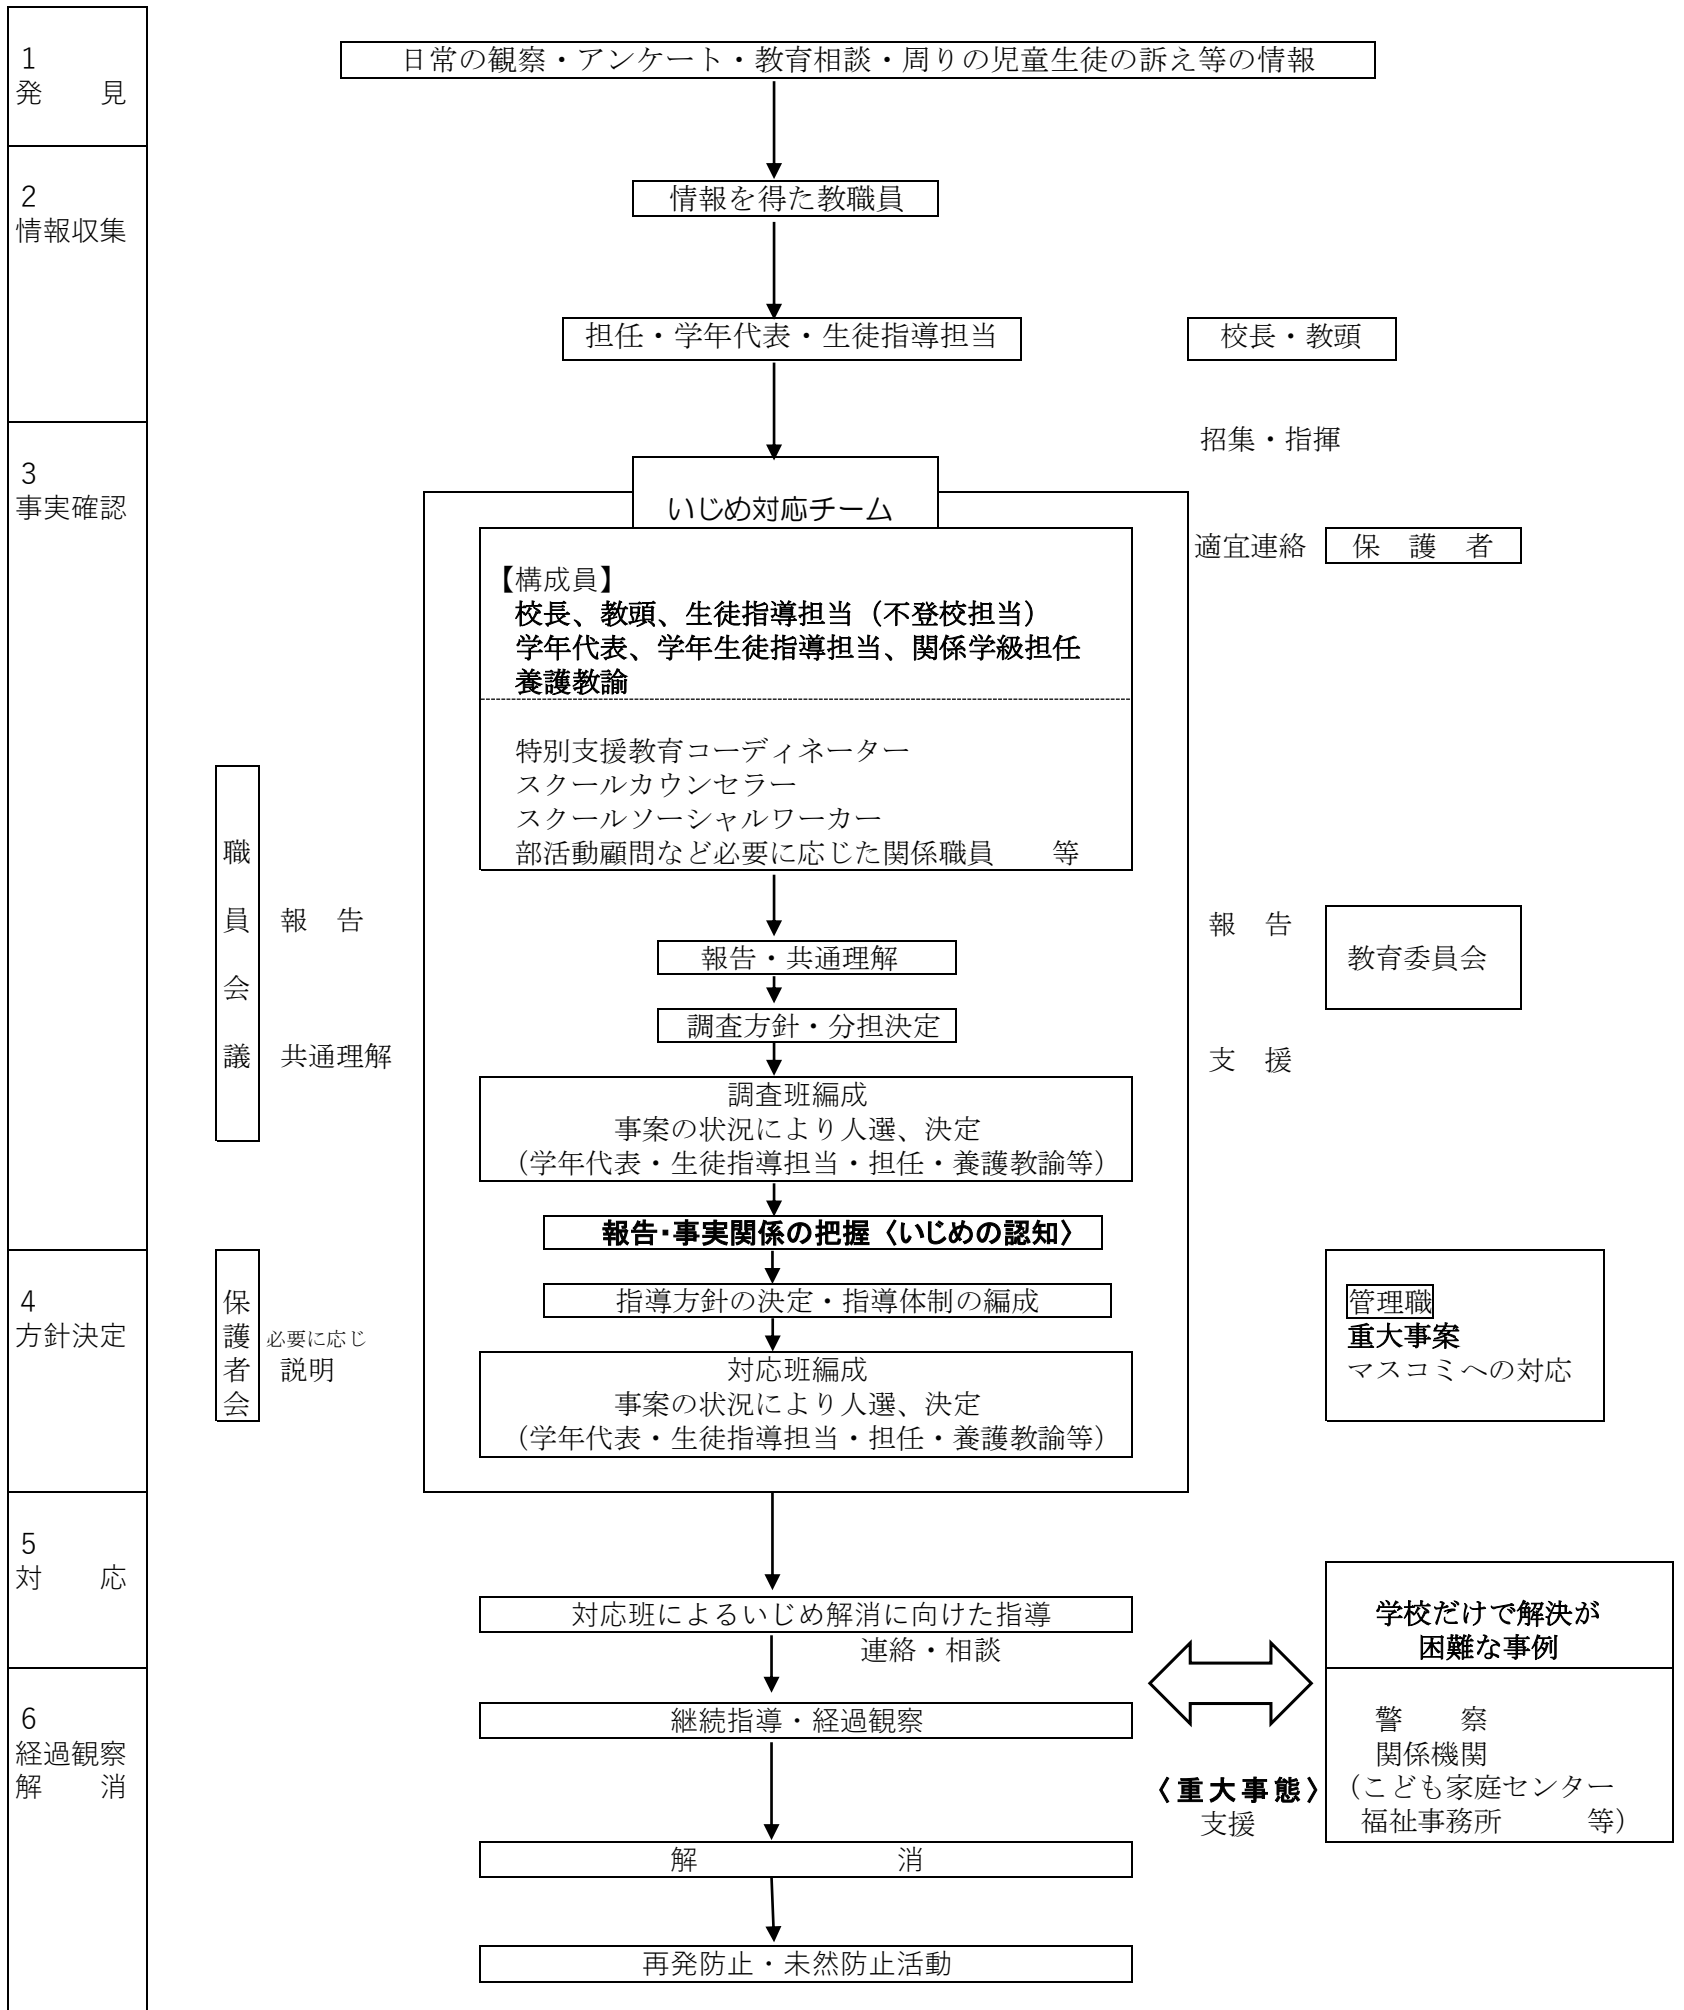 1
発　　見
日常の観察・アンケート・教育相談・周りの児童生徒の訴え等の情報
2
情報収集
情報を得た教職員
担任・学年代表・生徒指導担当
校長・教頭
招集・指揮
3
事実確認
いじめ対応チーム
【構成員】
校長、教頭、生徒指導担当（不登校担当）
学年代表、学年生徒指導担当、関係学級担任
養護教諭
特別支援教育コーディネーター
スクールカウンセラー
スクールソーシャルワーカー
部活動顧問など必要に応じた関係職員　　等
適宜連絡
保　護　者
職員会議
報　告
共通理解
報　告
支　援
教育委員会
報告・共通理解
調査方針・分担決定
調査班編成
事案の状況により人選、決定
（学年代表・生徒指導担当・担任・養護教諭等）
報告・事実関係の把握〈いじめの認知〉
4
方針決定
保護者会
必要に応じ
説明
指導方針の決定・指導体制の編成
対応班編成
事案の状況により人選、決定
（学年代表・生徒指導担当・担任・養護教諭等）
管理職
重大事案
マスコミへの対応
5
対　　応
対応班によるいじめ解消に向けた指導
連絡・相談
学校だけで解決が
困難な事例
6
経過観察
解　　消
継続指導・経過観察
〈重大事態〉
支援
警　　察
関係機関
（こども家庭センター
福祉事務所　　　等）
解　　　　　　　消
再発防止・未然防止活動